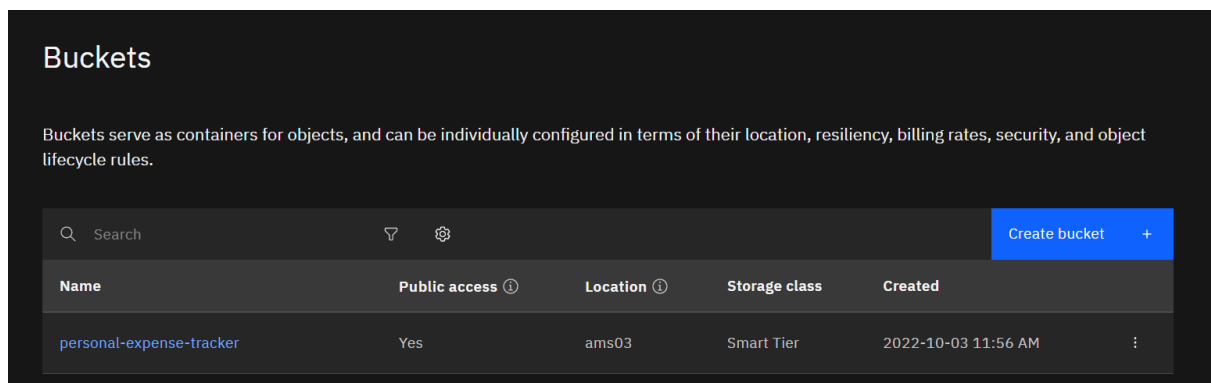 Buckets
Buckets serve as containers for objects, and can be individually configured in terms of their location, resiliency, billing rates, security, and object
lifecycle rules.
Search Create bucket +
Name Public access Location Storage class Created
personal-expense-tracker Yes ams03 Smart Tier 2022-10-03 11:56 AM